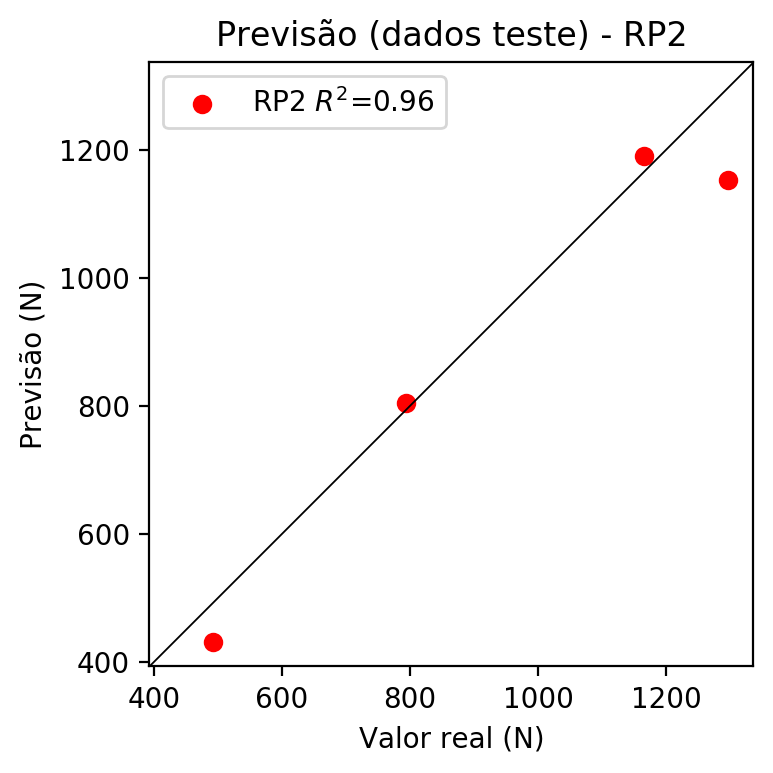 Previsão (dados teste) - RP2
RP2 R²=0.96
Previsão (N)
1200
1000
800
600
400
400 600 800 1000 1200
Valor real (N)